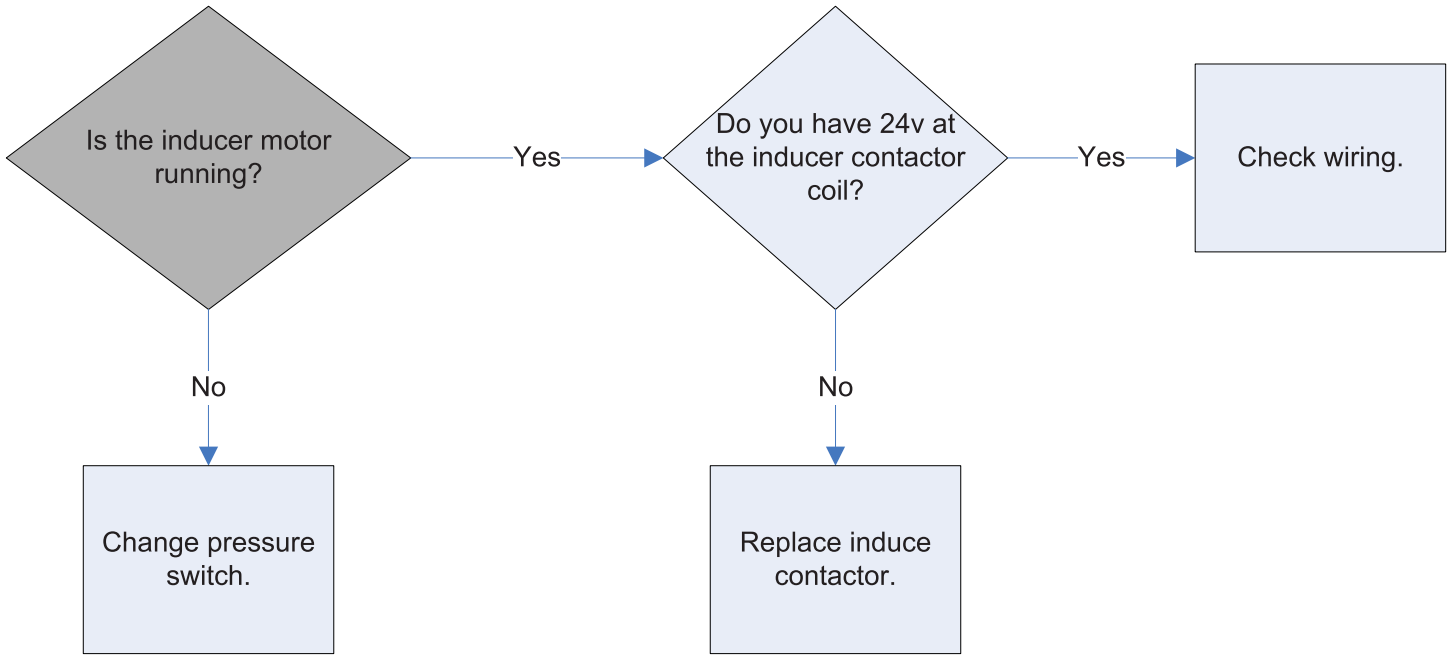 Is the inducer motor
running?
Yes
Do you have 24v at
the inducer contactor
coil?
Yes
Check wiring.
No
No
Change pressure
switch.
Replace induce
contactor.